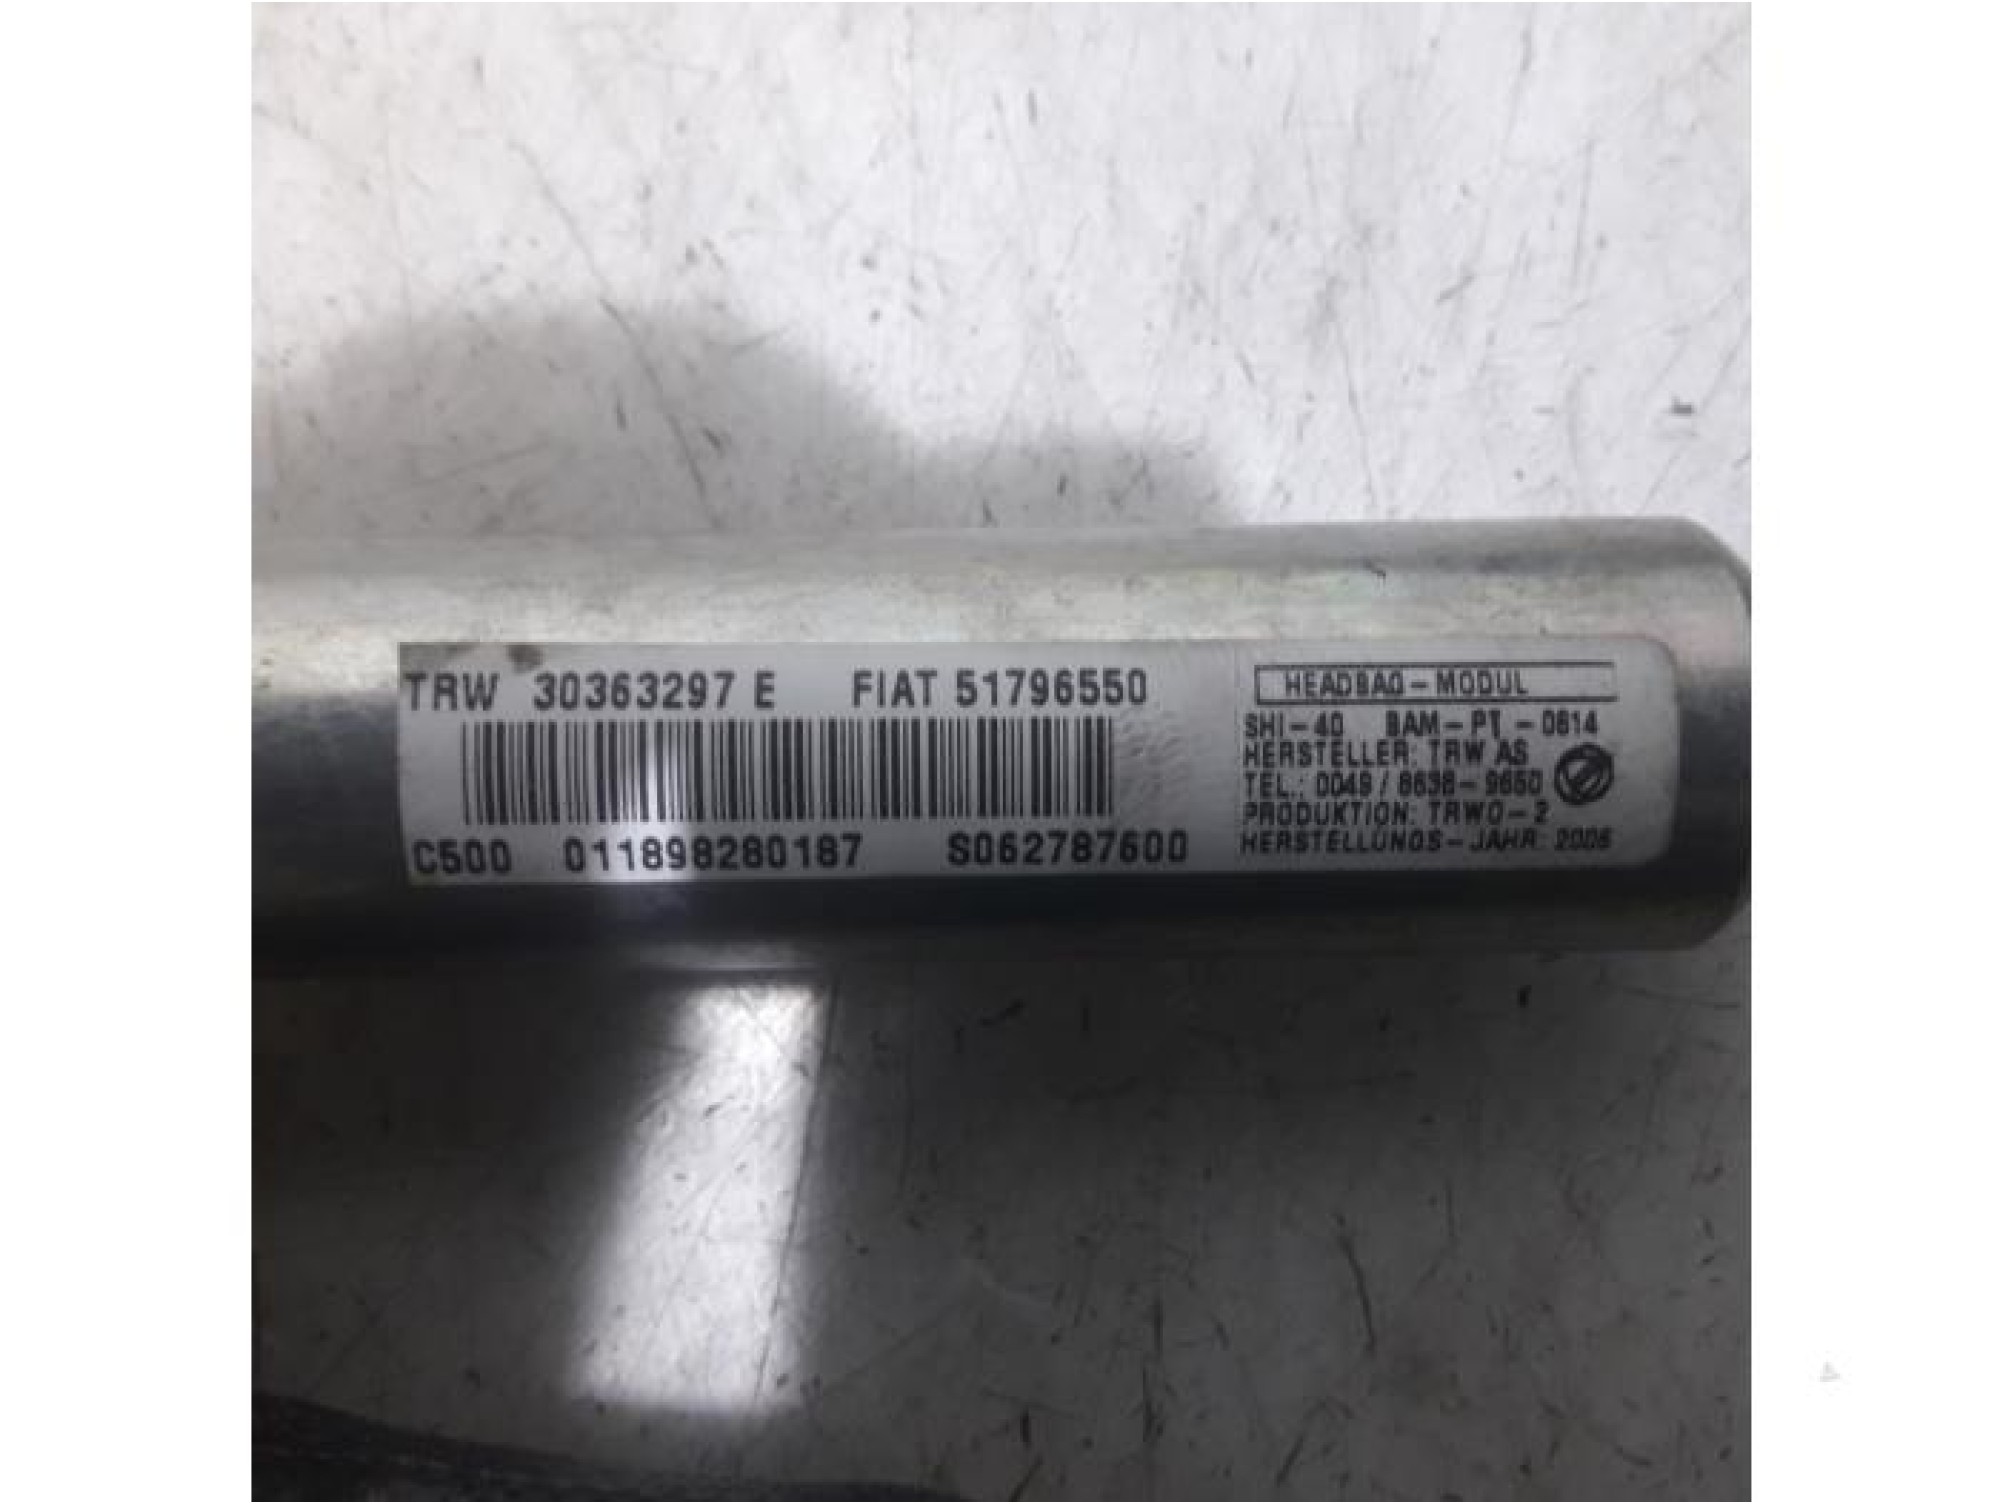 TRW 30363297 E FIAT 51796550
C500 011898280187 S062787600
HEADBAG-MODUL
SHI-40 BAM-PT-0614
HERSTELLER: TRW AS
TEL.: 0049 / 8638-9650
PRODUKTION: TRWO-2
HERSTELLUNGS-JAHR: 2006